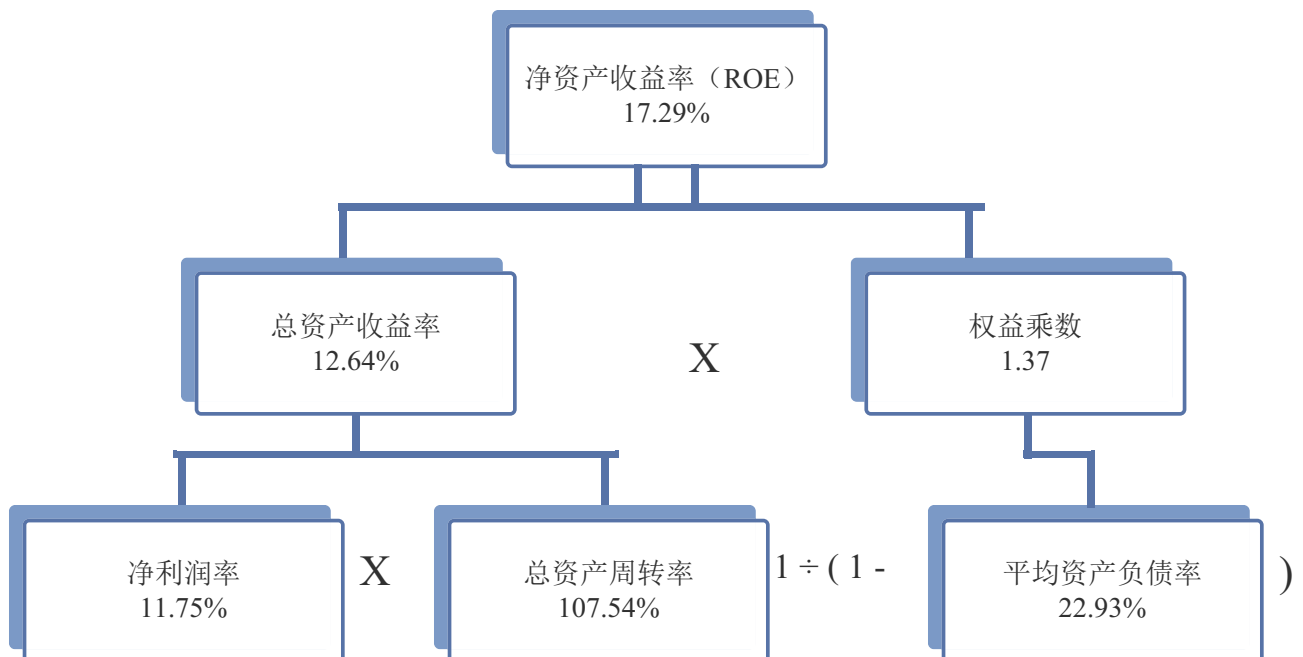 净资产收益率（ROE）
17.29%
总资产收益率
12.64%
X
权益乘数
1.37
净利润率
11.75%
X
总资产周转率
107.54%
1 ÷ ( 1 -
平均资产负债率
22.93%
)